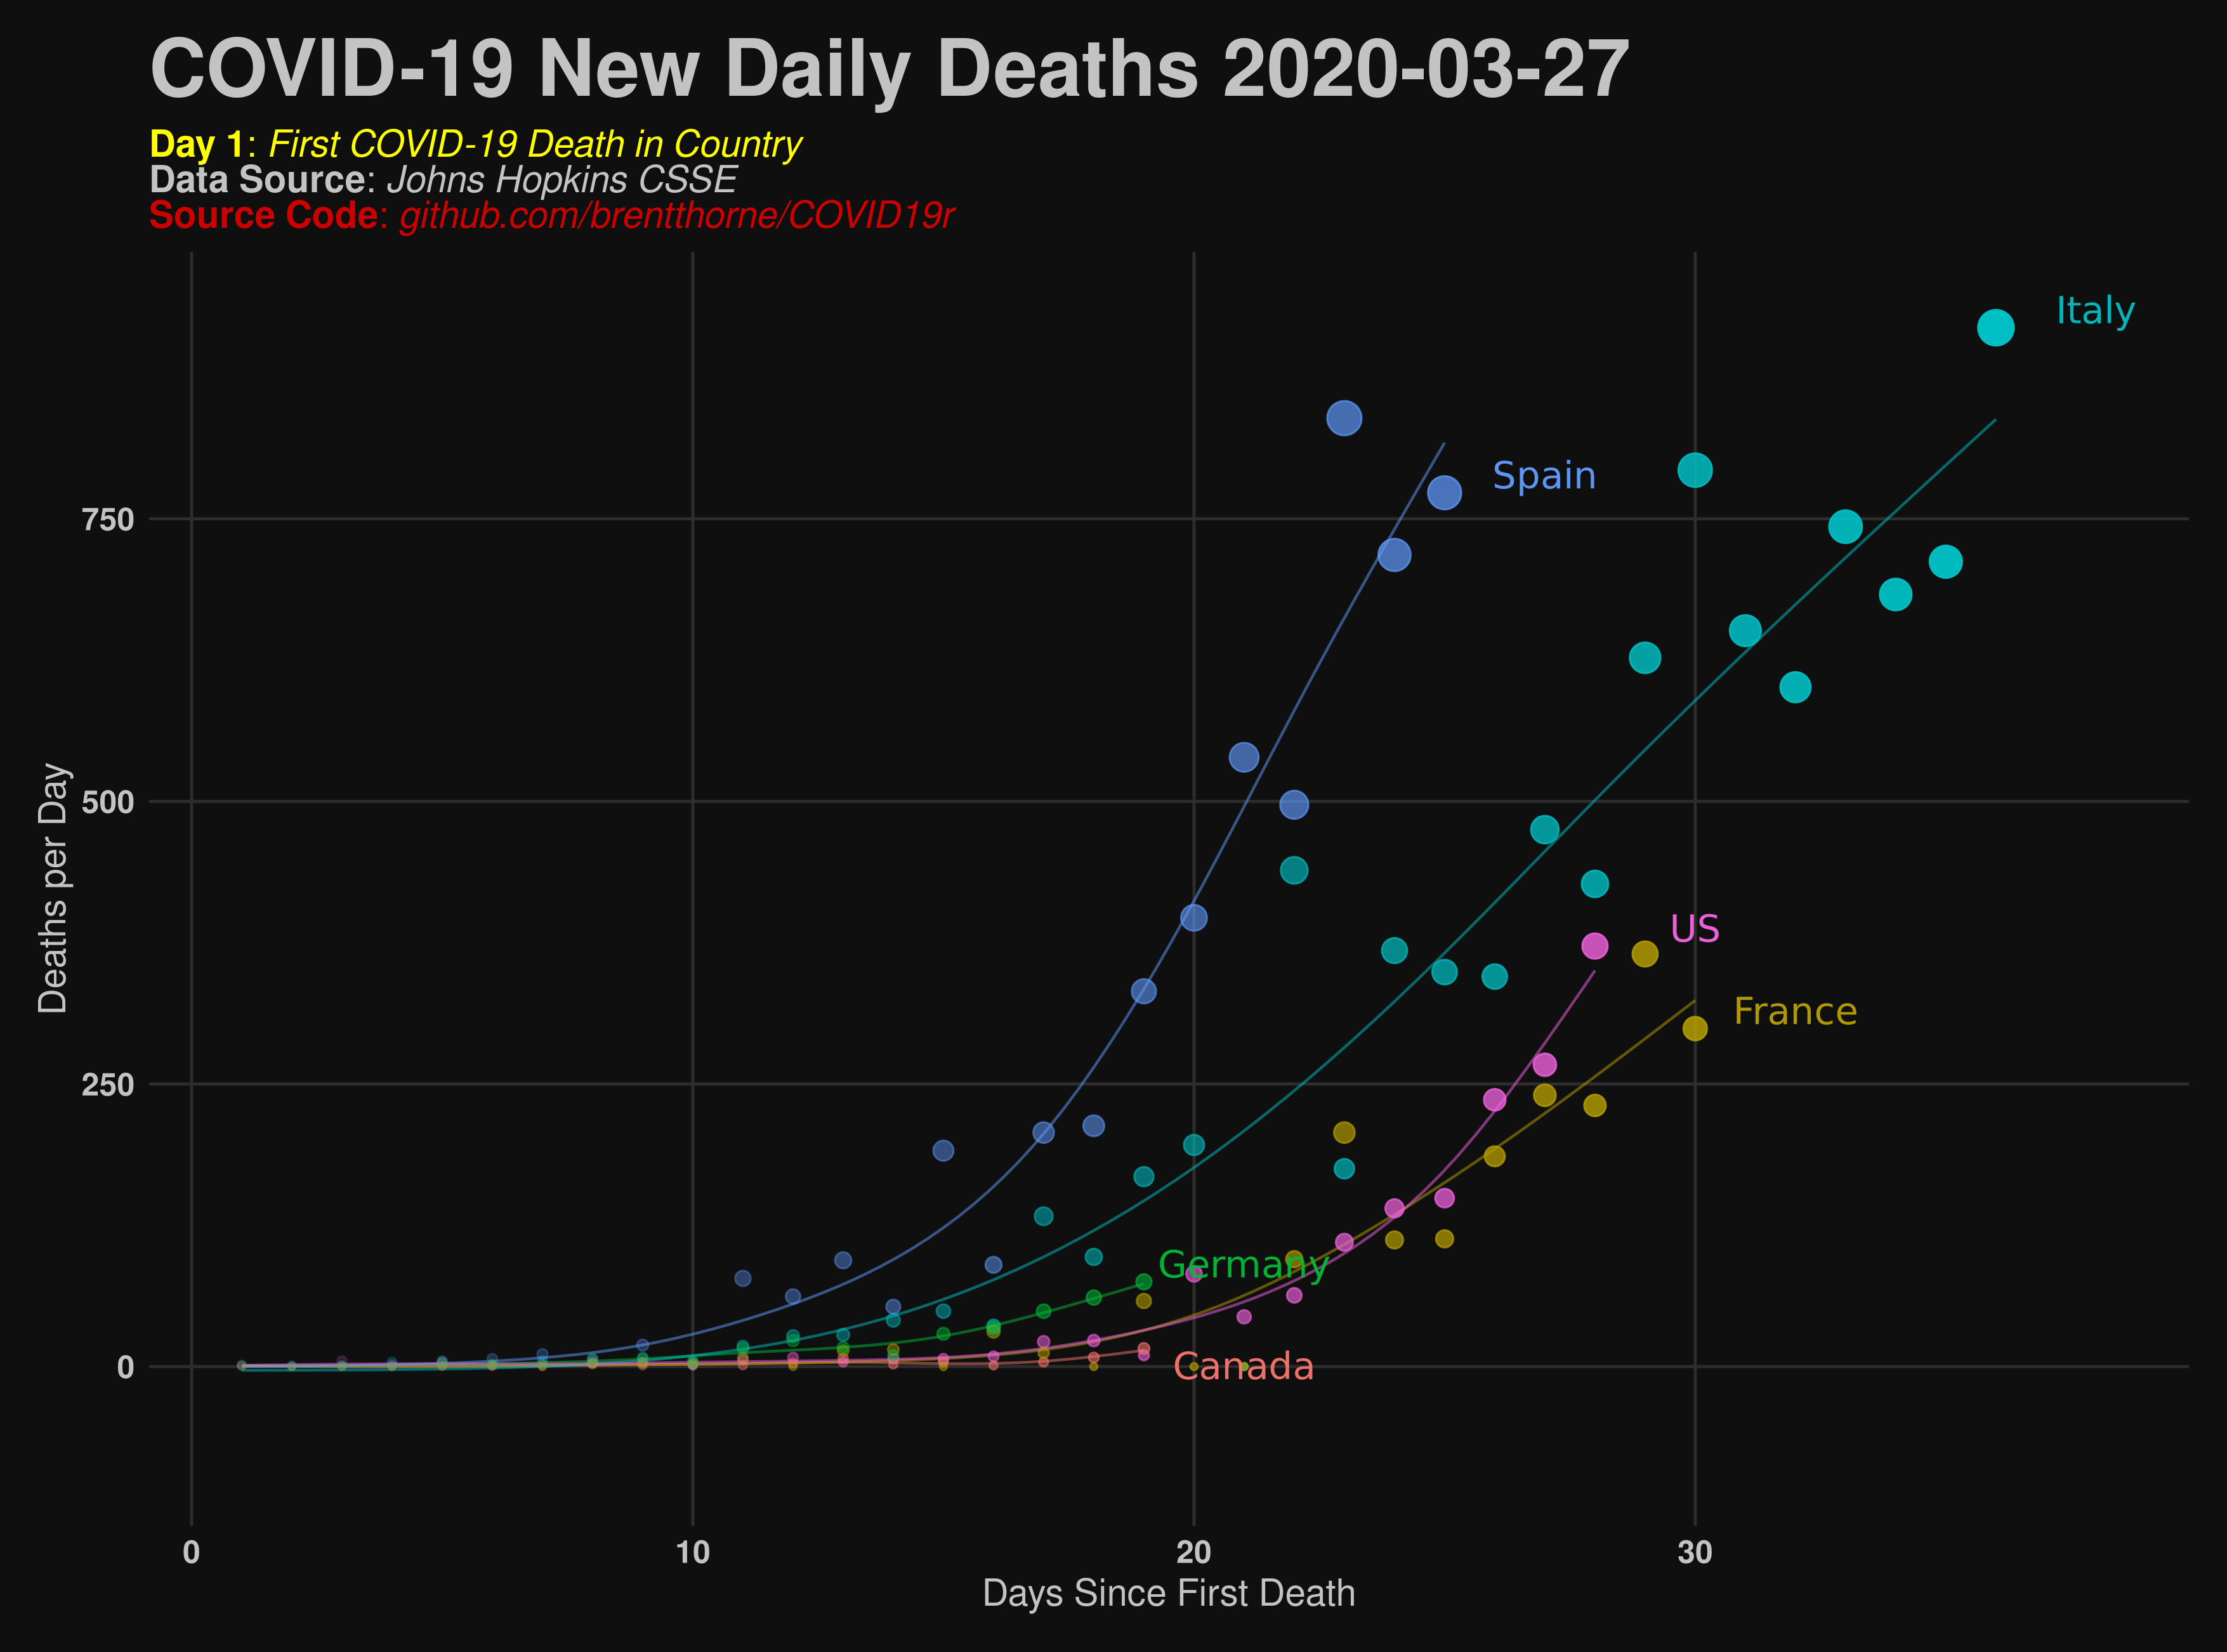 COVID-19 New Daily Deaths 2020-03-27
Day 1: First COVID-19 Death in Country
Data Source: Johns Hopkins CSSE
Source Code: github.com/brentthorne/COVID19r
Italy
Spain
US
France
Germany
Canada
Deaths per Day
750
500
250
0
0 10 20 30
Days Since First Death